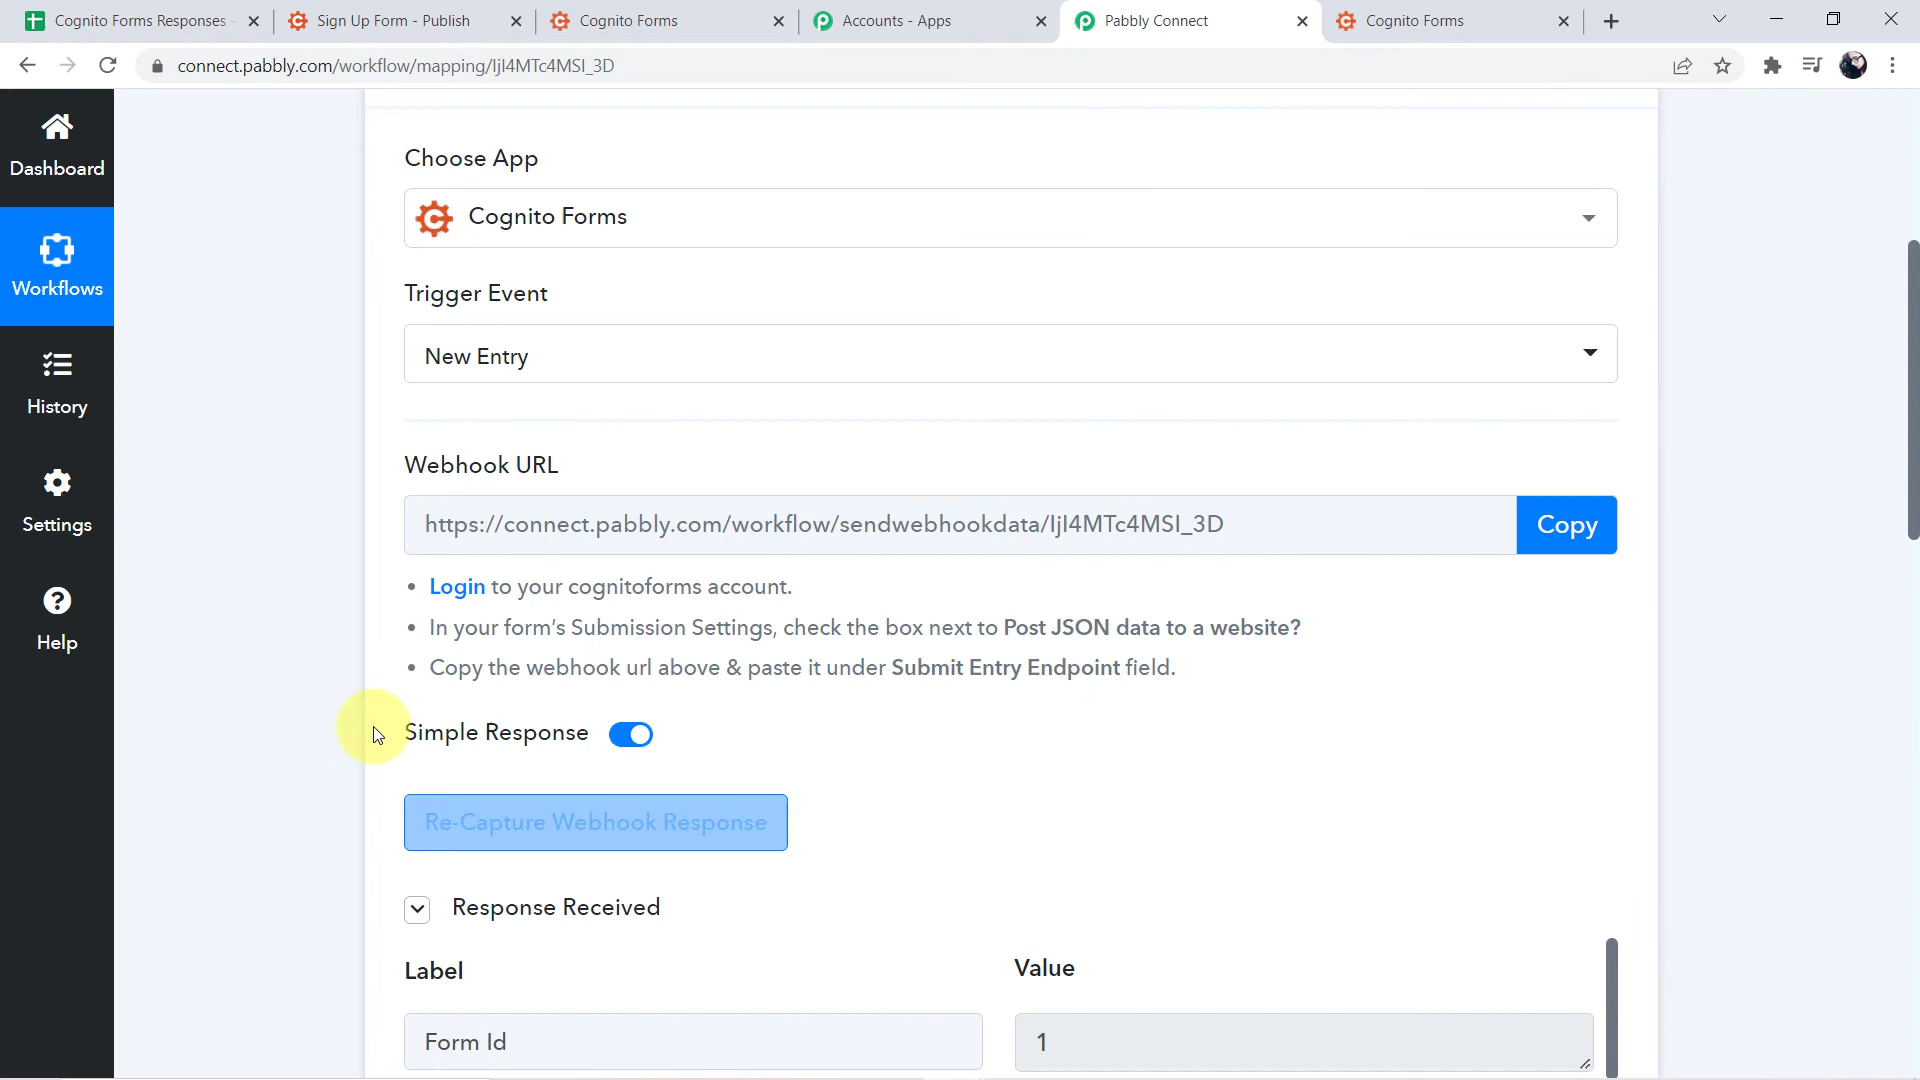 Cognito Forms Responses
Sign Up Form - Publish
Cognito Forms
Accounts - Apps
Pabbly Connect
Cognito Forms
connect.pabbly.com/workflow/mapping/IjI4MTc4MSI_3D
Dashboard
Workflows
History
Settings
Help
Choose App
Cognito Forms
Trigger Event
New Entry
Webhook URL
https://connect.pabbly.com/workflow/sendwebhookdata/IjI4MTc4MSI_3D
Copy
• Login to your cognitoforms account.
• In your form's Submission Settings, check the box next to Post JSON data to a website?
• Copy the webhook url above & paste it under Submit Entry Endpoint field.
Simple Response
Re-Capture Webhook Response
Response Received
Label
Value
Form Id
1